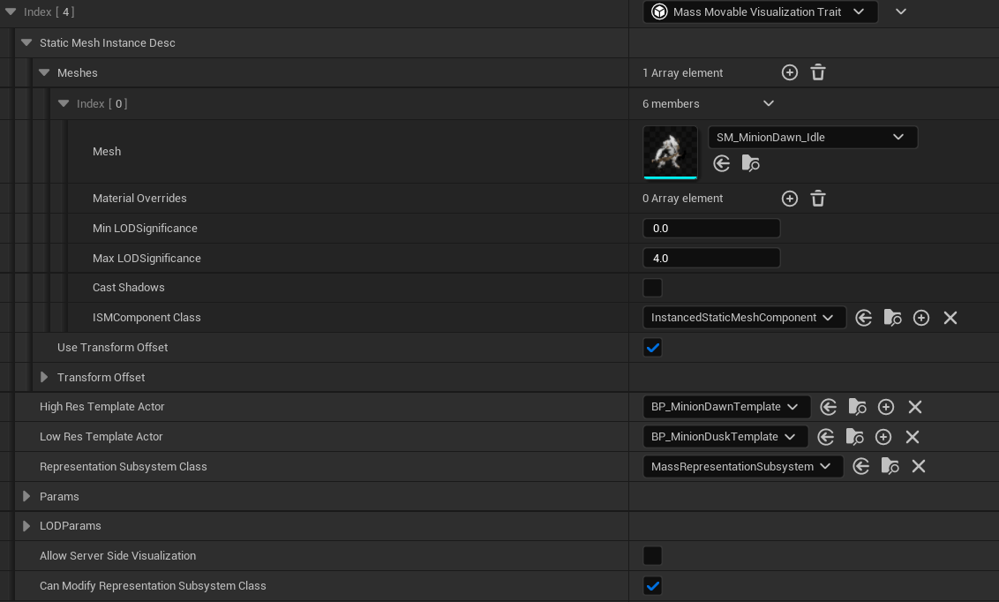 Index [ 4 ] Mass Movable Visualization Trait
Static Mesh Instance Desc
Meshes 1 Array element
Index [ 0 ] 6 members
SM_MinionDawn_Idle
Mesh
Material Overrides 0 Array element
Min LODSignificance 0.0
Max LODSignificance 4.0
Cast Shadows
ISMComponent Class InstancedStaticMeshComponent
Use Transform Offset
Transform Offset
High Res Template Actor BP_MinionDawnTemplate
Low Res Template Actor BP_MinionDuskTemplate
Representation Subsystem Class MassRepresentationSubsystem
Params
LODParams
Allow Server Side Visualization
Can Modify Representation Subsystem Class